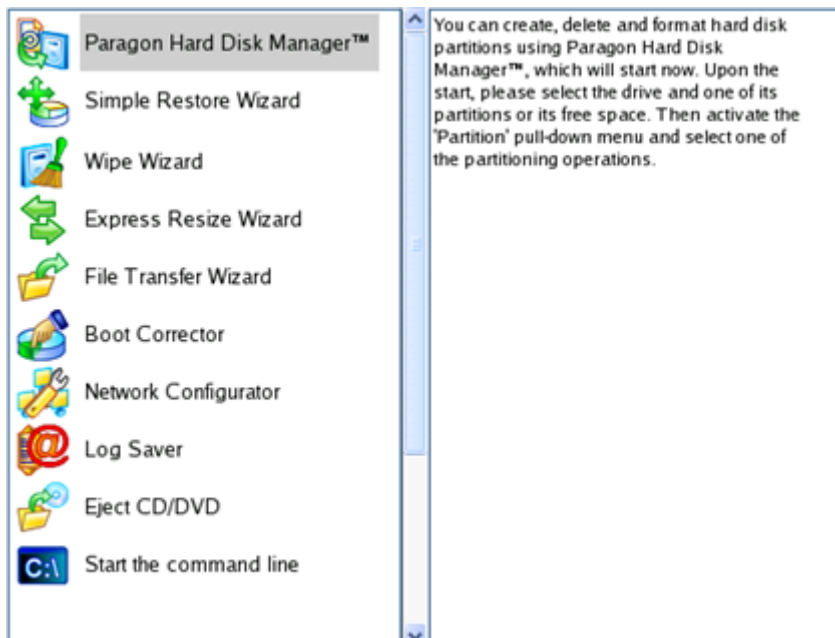 Paragon Hard Disk Manager™
Simple Restore Wizard
Wipe Wizard
Express Resize Wizard
File Transfer Wizard
Boot Corrector
Network Configurator
Log Saver
Eject CD/DVD
C:\
Start the command line
You can create, delete and format hard disk
partitions using Paragon Hard Disk
Manager™, which will start now. Upon the
start, please select the drive and one of its
partitions or its free space. Then activate the
'Partition' pull-down menu and select one of
the partitioning operations.